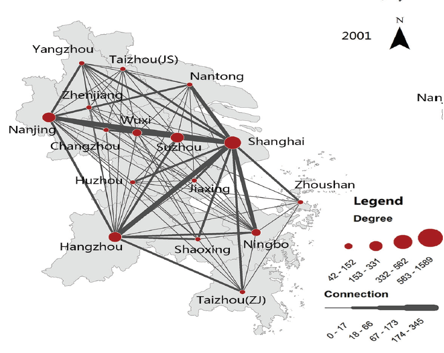 N
2001
Yangzhou
Taizhou(JS)
Nantong
Zhenjiang
Nanj
Nanjing
Wuxi
Changzhou
Suzhou
Shanghai
Huzhou
Jiaxing
Zhoushan
Hangzhou
Shaoxing
Ningbo
Taizhou(ZJ)
Legend
Degree
42 - 152
153 - 331
332 - 562
563 - 1589
Connection
0 - 17
18 - 66
67 - 173
174 - 345